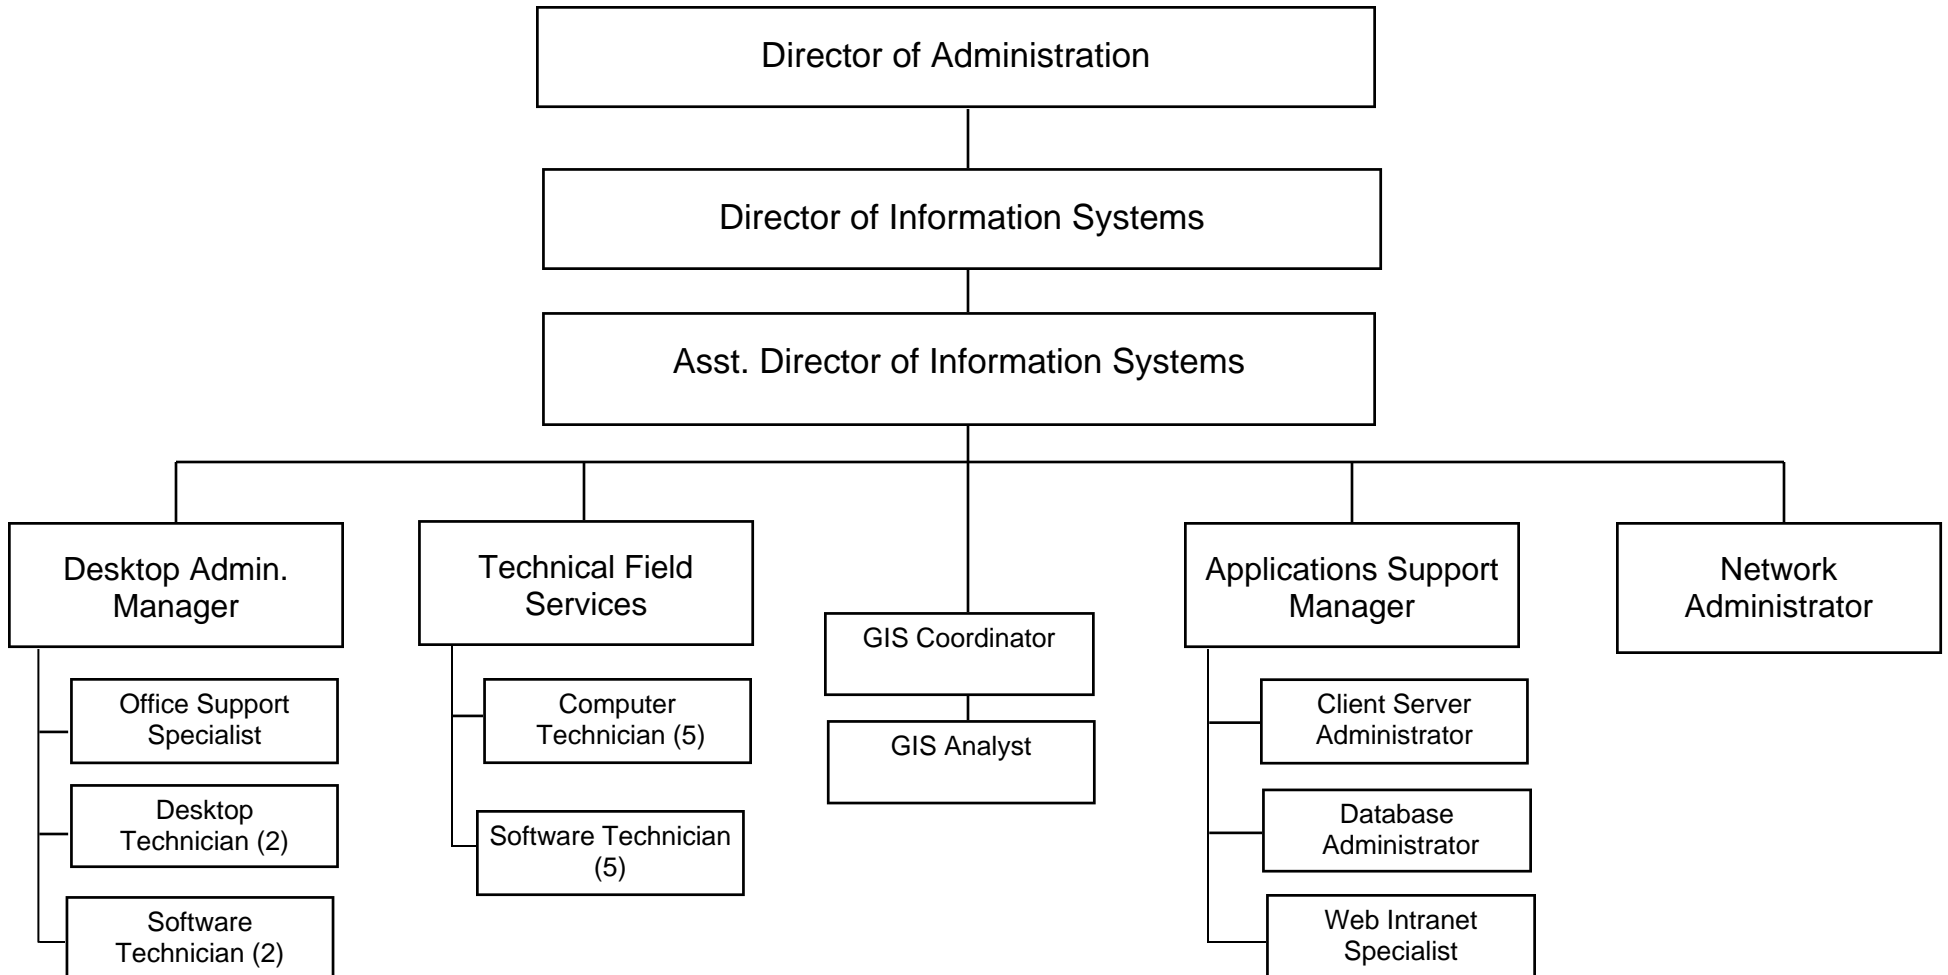 Director of Administration
Director of Information Systems
Asst. Director of Information Systems
Desktop Admin.
Manager
Office Support
Specialist
Desktop
Technician (2)
Software
Technician (2)
Technical Field
Services
Computer
Technician (5)
Software Technician
(5)
GIS Coordinator
GIS Analyst
Applications Support
Manager
Client Server
Administrator
Database
Administrator
Web Intranet
Specialist
Network
Administrator